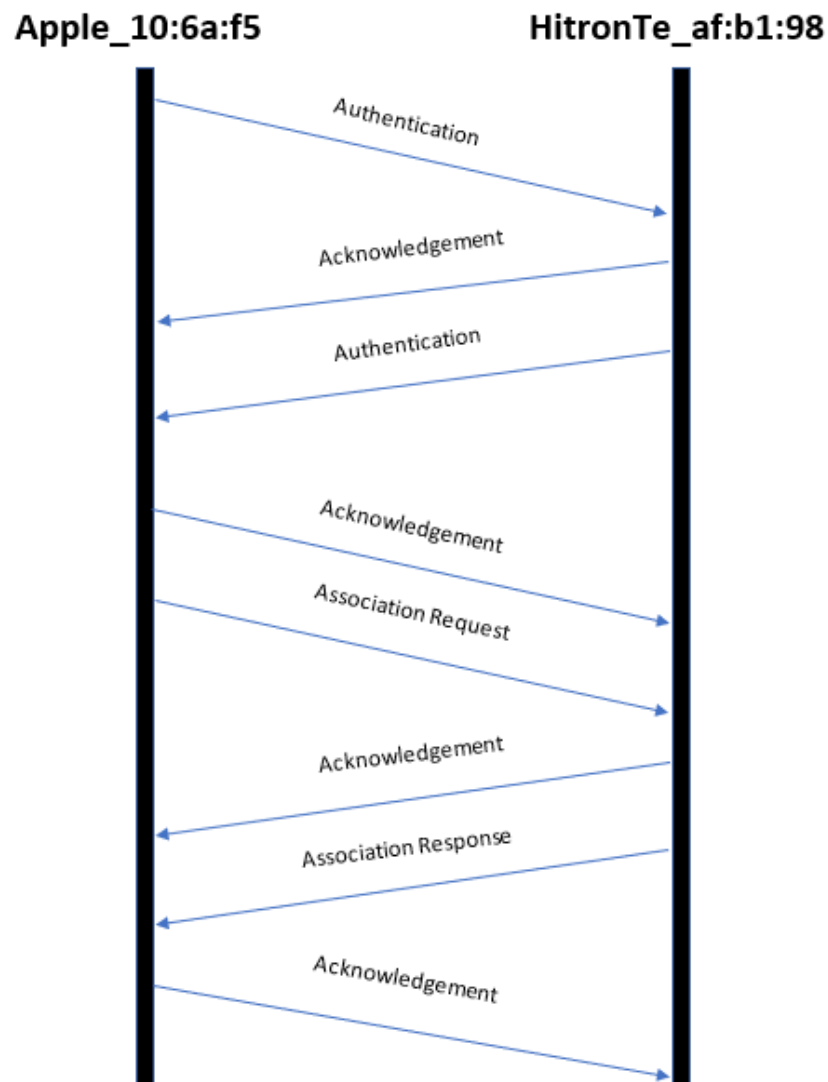 Apple_10:6a:f5
HitronTe_af:b1:98
Authentication
Acknowledgement
Authentication
Acknowledgement
Association Request
Acknowledgement
Association Response
Acknowledgement